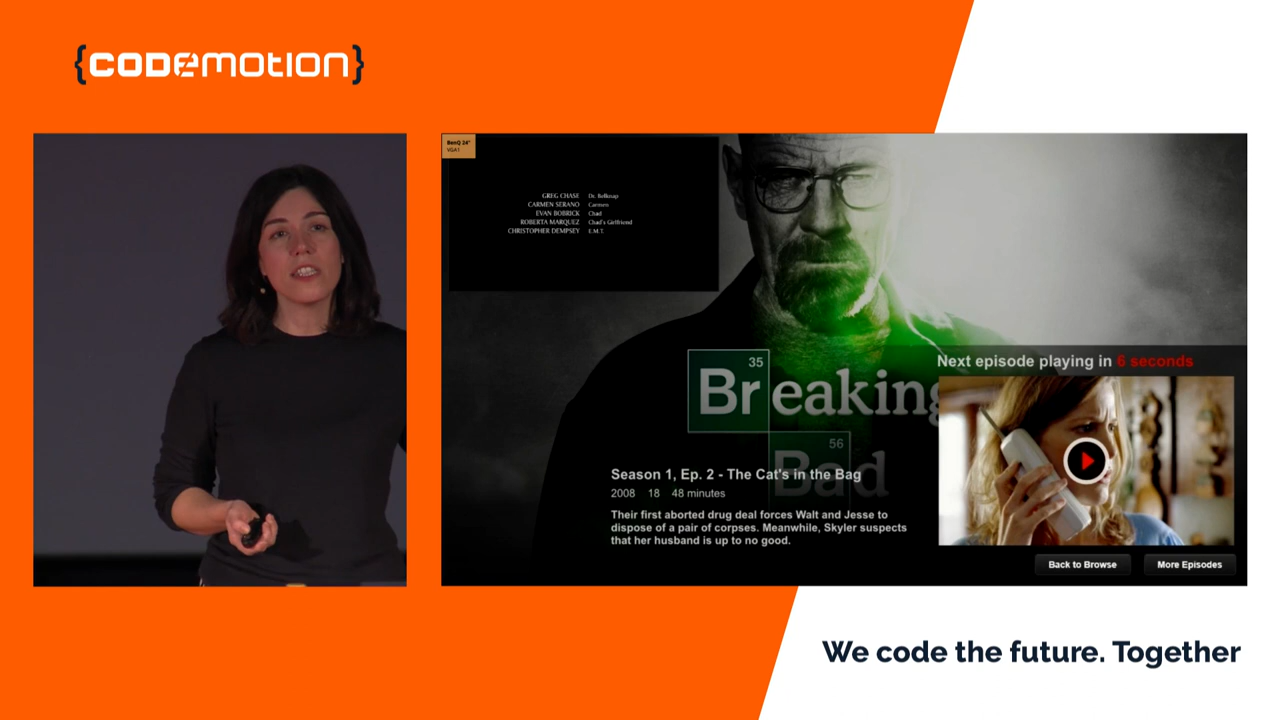 {CODEMOTION}
BenQ 24"
VGA1
GREG CHASE Dr. Belknap
CARMEN SERANO Carmen
EVAN BOBRICK Chad
ROBERTA MARQUEZ Chad's Girlfriend
CHRISTOPHER DEMPSEY E.M.T.
35
Breaking
56
Bad
Next episode playing in 6 seconds
Season 1, Ep. 2 - The Cat's in the Bag
2008 18 48 minutes
Their first aborted drug deal forces Walt and Jesse to
dispose of a pair of corpses. Meanwhile, Skyler suspects
that her husband is up to no good.
Back to Browse
More Episodes
We code the future. Together